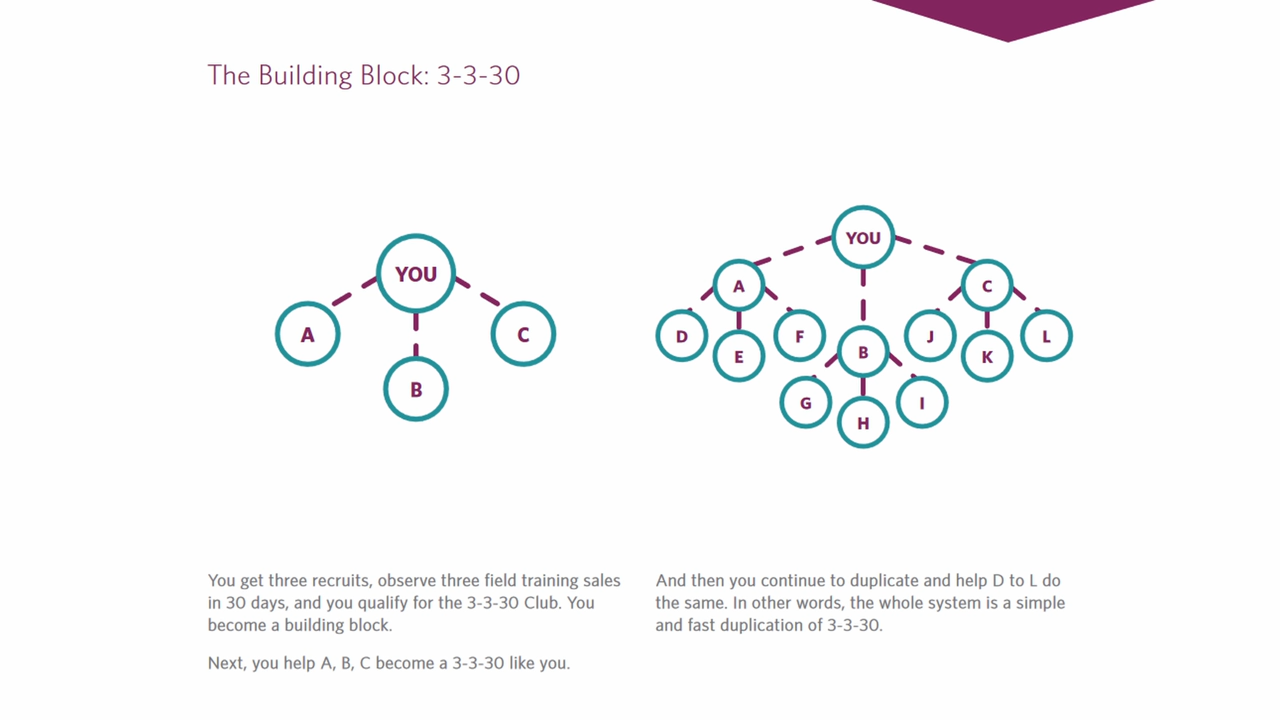 The Building Block: 3-3-30
YOU
A
C
B
YOU
A
C
D
E
F
B
J
K
L
G
H
I
You get three recruits, observe three field training sales
in 30 days, and you qualify for the 3-3-30 Club. You
become a building block.
Next, you help A, B, C become a 3-3-30 like you.
And then you continue to duplicate and help D to L do
the same. In other words, the whole system is a simple
and fast duplication of 3-3-30.